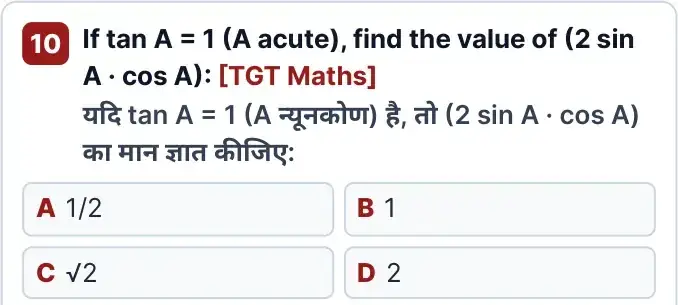 10 If tan A = 1 (A acute), find the value of (2 sin
A · cos A): [TGT Maths]
यदि tan A = 1 (A न्यूनकोण) है, तो (2 sin A · cos A)
का मान ज्ञात कीजिए:
A 1/2 B 1
C √2 D 2